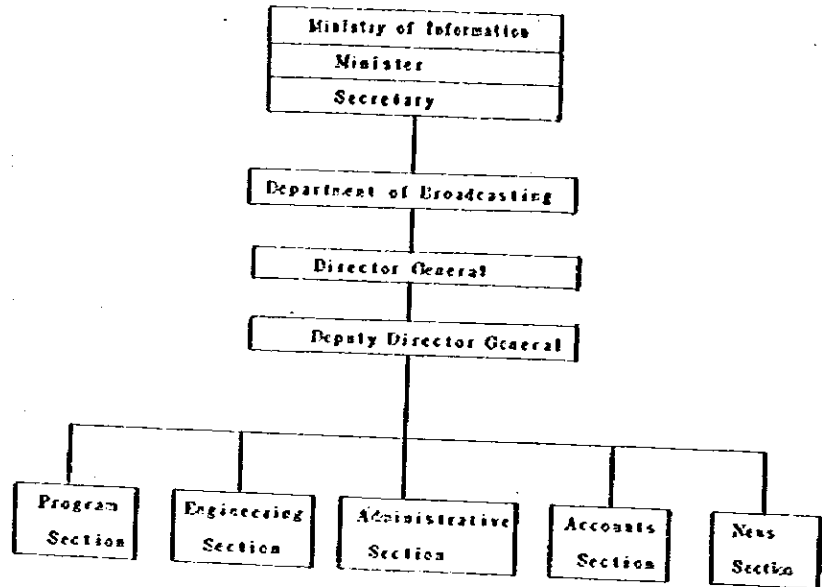 Ministry of Information
Minister
Secretary
Department of Broadcasting
Director General
Deputy Director General
Program
Section
Engineering
Section
Administrative
Section
Accounts
Section
News
Section